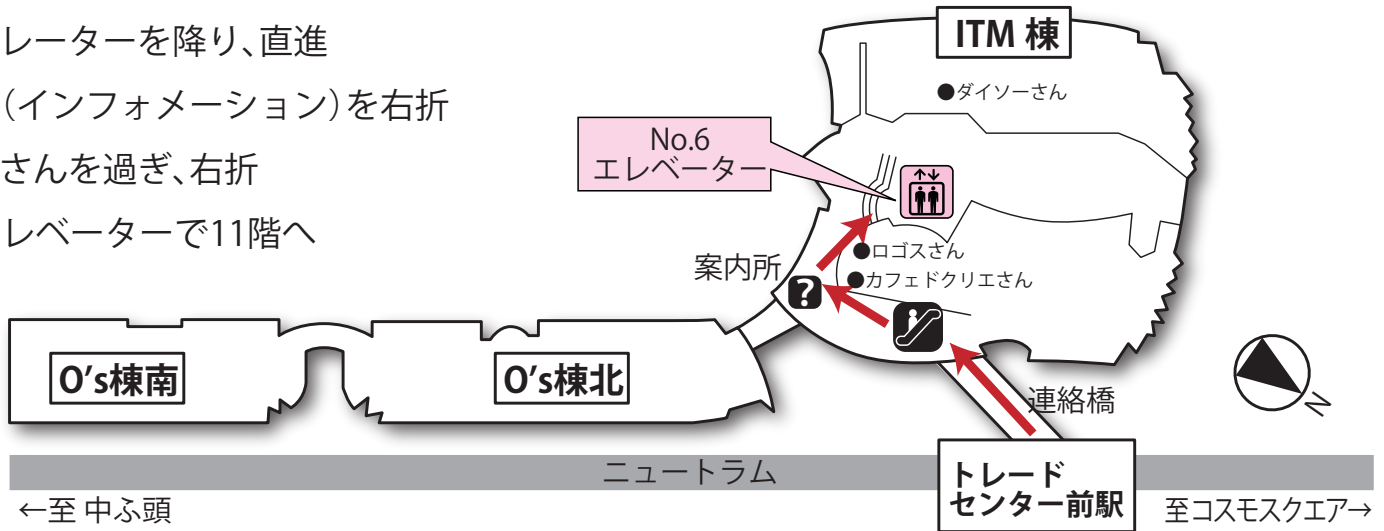 レーターを降り、直進
（インフォメーション）を右折
さんを過ぎ、右折
レベーターで11階へ
ITM 棟
●ダイソーさん
No.6
エレベーター
案内所
?
●ロゴスさん
●カフェドクリエさん
O's棟南
O's棟北
連絡橋
N
ニュートラム
トレード
センター前駅
←至 中ふ頭
至コスモスクエア→